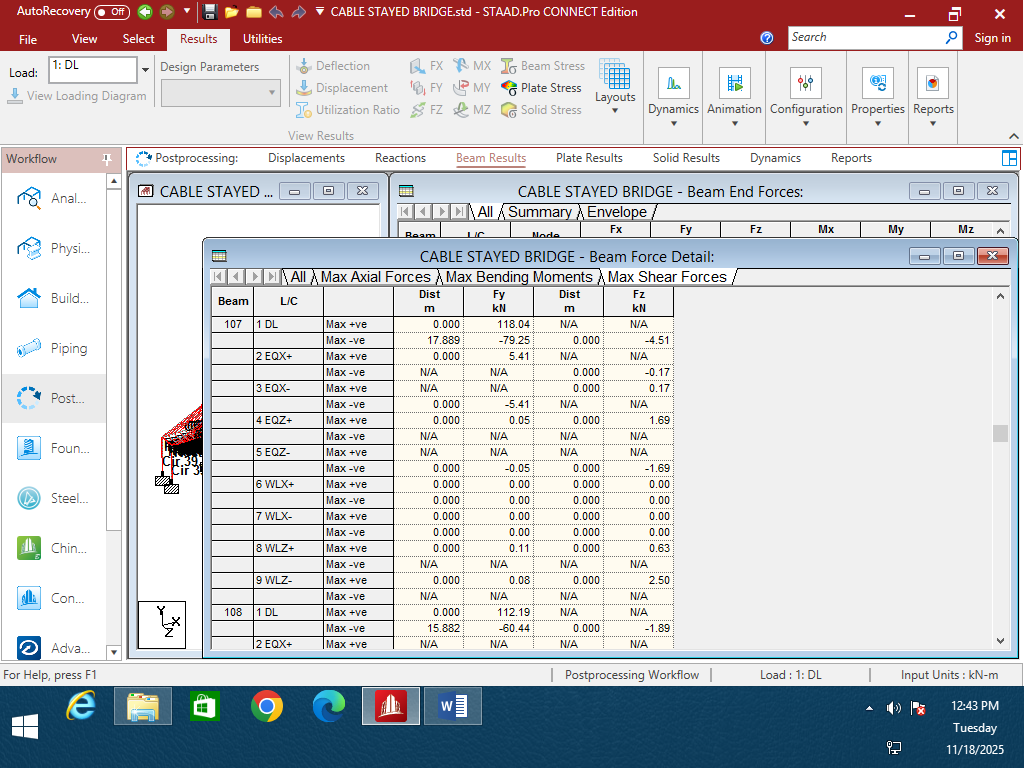 AutoRecovery Off CABLE STAYED BRIDGE.std - STAAD.Pro CONNECT Edition
File View Select Results Utilities Search Sign in
Load: 1: DL Design Parameters
View Loading Diagram
Deflection FX MX Beam Stress
Displacement FY MY Plate Stress
Utilization Ratio FZ MZ Solid Stress
View Results
Layouts Dynamics Animation Configuration Properties Reports
Workflow
Postprocessing: Displacements Reactions Beam Results Plate Results Solid Results Dynamics Reports
Anal...
Physi...
Build...
Piping
Post...
Foun...
Steel...
Chin...
Con...
Adva...
CABLE STAYED ...
Cir 39
Cir 39
Y
X
Z
CABLE STAYED BRIDGE - Beam End Forces:
All Summary Envelope
Beam L/C Node Fx Fy Fz Mx My Mz
CABLE STAYED BRIDGE - Beam Force Detail:
All Max Axial Forces Max Bending Moments Max Shear Forces
Beam L/C Dist m Fy kN Dist m Fz kN
107 1 DL Max +ve 0.000 118.04 N/A N/A
Max -ve 17.889 -79.25 0.000 -4.51
2 EQX+ Max +ve 0.000 5.41 N/A N/A
Max -ve N/A N/A 0.000 -0.17
3 EQX- Max +ve N/A N/A 0.000 0.17
Max -ve 0.000 -5.41 N/A N/A
4 EQZ+ Max +ve 0.000 0.05 0.000 1.69
Max -ve N/A N/A N/A N/A
5 EQZ- Max +ve N/A N/A N/A N/A
Max -ve 0.000 -0.05 0.000 -1.69
6 WLX+ Max +ve 0.000 0.00 0.000 0.00
Max -ve 0.000 0.00 0.000 0.00
7 WLX- Max +ve 0.000 0.00 0.000 0.00
Max -ve 0.000 0.00 0.000 0.00
8 WLZ+ Max +ve 0.000 0.11 0.000 0.63
Max -ve N/A N/A N/A N/A
9 WLZ- Max +ve 0.000 0.08 0.000 2.50
Max -ve N/A N/A N/A N/A
108 1 DL Max +ve 0.000 112.19 N/A N/A
Max -ve 15.882 -60.44 0.000 -1.89
2 EQX+ Max +ve N/A N/A N/A N/A
For Help, press F1 Postprocessing Workflow Load : 1: DL Input Units : kN-m
12:43 PM
Tuesday
11/18/2025